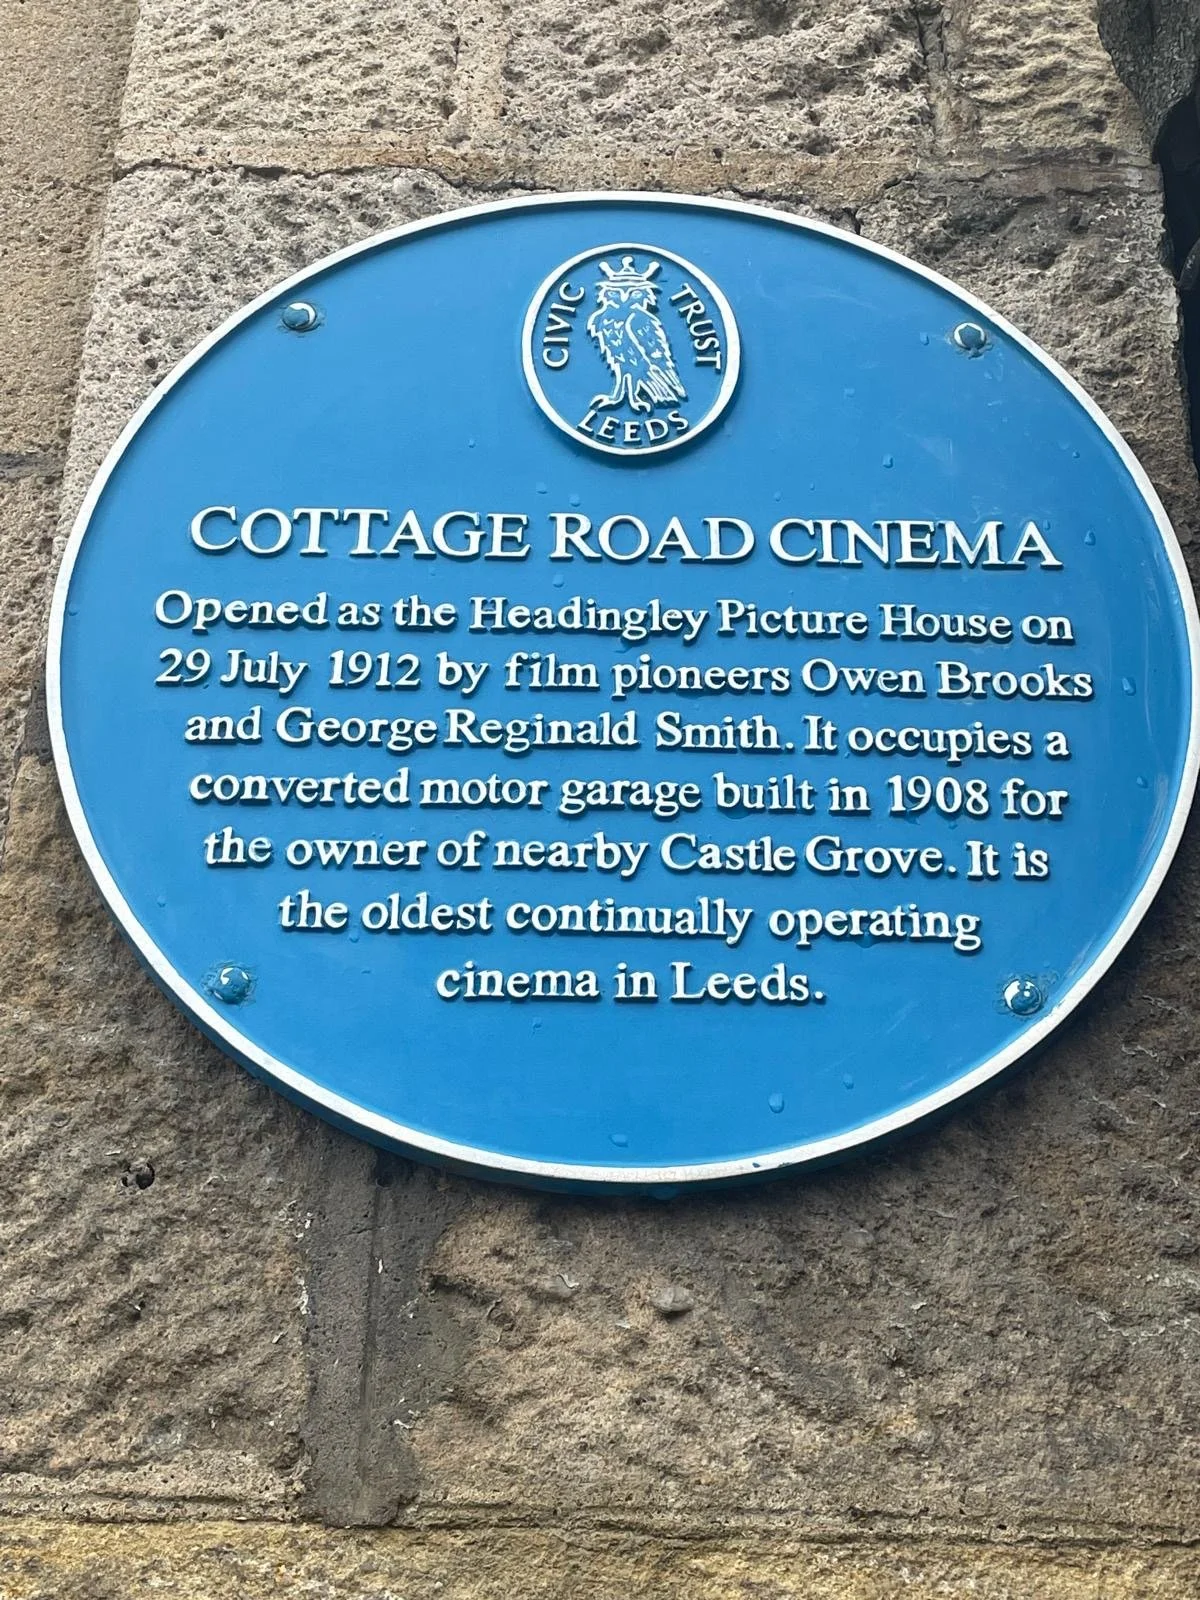 CIVIC TRUST
LEEDS
COTTAGE ROAD CINEMA
Opened as the Headingley Picture House on
29 July 1912 by film pioneers Owen Brooks
and George Reginald Smith. It occupies a
converted motor garage built in 1908 for
the owner of nearby Castle Grove. It is
the oldest continually operating
cinema in Leeds.